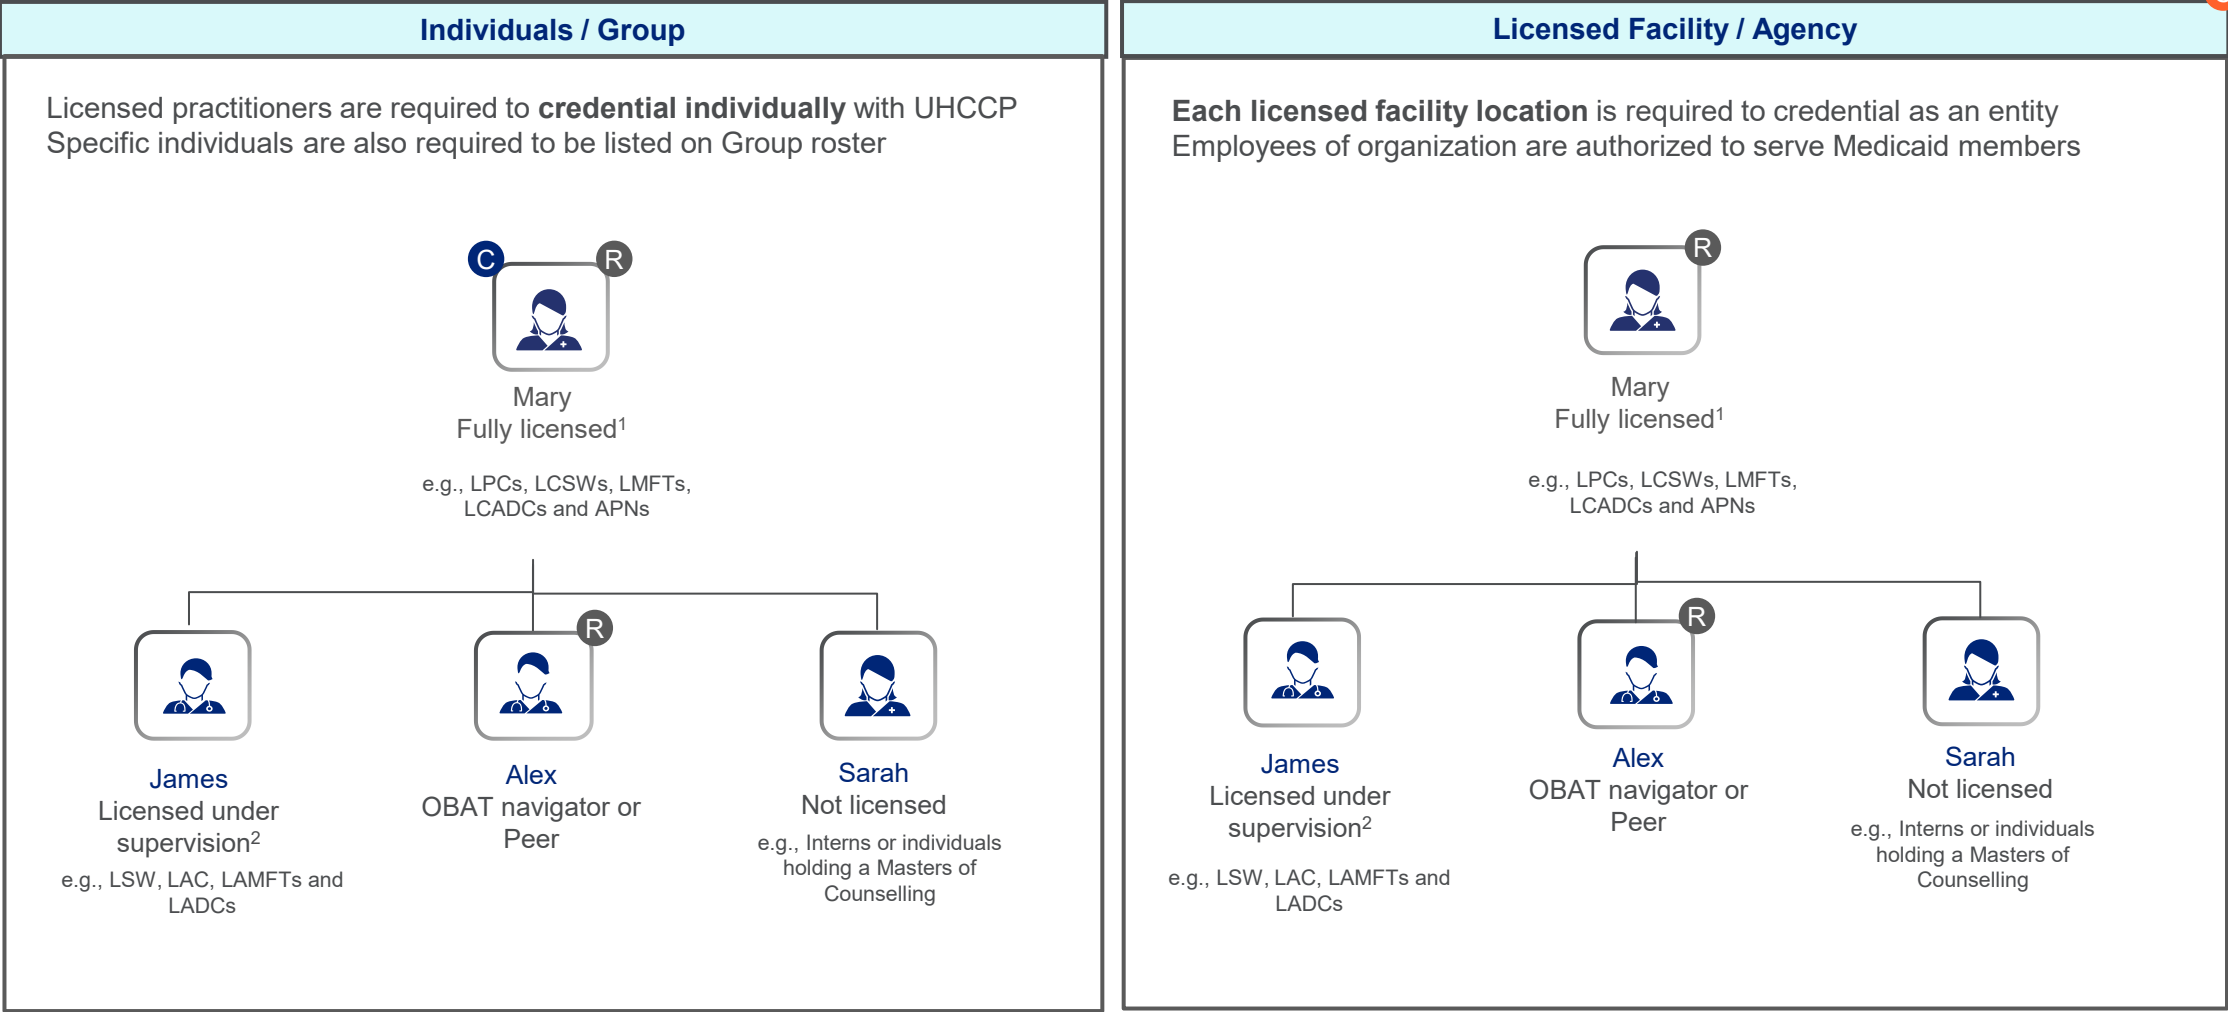 Individuals / Group
Licensed practitioners are required to credential individually with UHCCP
Specific individuals are also required to be listed on Group roster
C
R
Mary
Fully licensed1
e.g., LPCs, LCSWs, LMFTs,
LCADCs and APNs
R
James
Licensed under
supervision2
e.g., LSW, LAC, LAMFTs and
LADCs
Alex
OBAT navigator or
Peer
Sarah
Not licensed
e.g., Interns or individuals
holding a Masters of
Counselling
Licensed Facility / Agency
Each licensed facility location is required to credential as an entity
Employees of organization are authorized to serve Medicaid members
R
Mary
Fully licensed1
e.g., LPCs, LCSWs, LMFTs,
LCADCs and APNs
R
James
Licensed under
supervision2
e.g., LSW, LAC, LAMFTs and
LADCs
Alex
OBAT navigator or
Peer
Sarah
Not licensed
e.g., Interns or individuals
holding a Masters of
Counselling